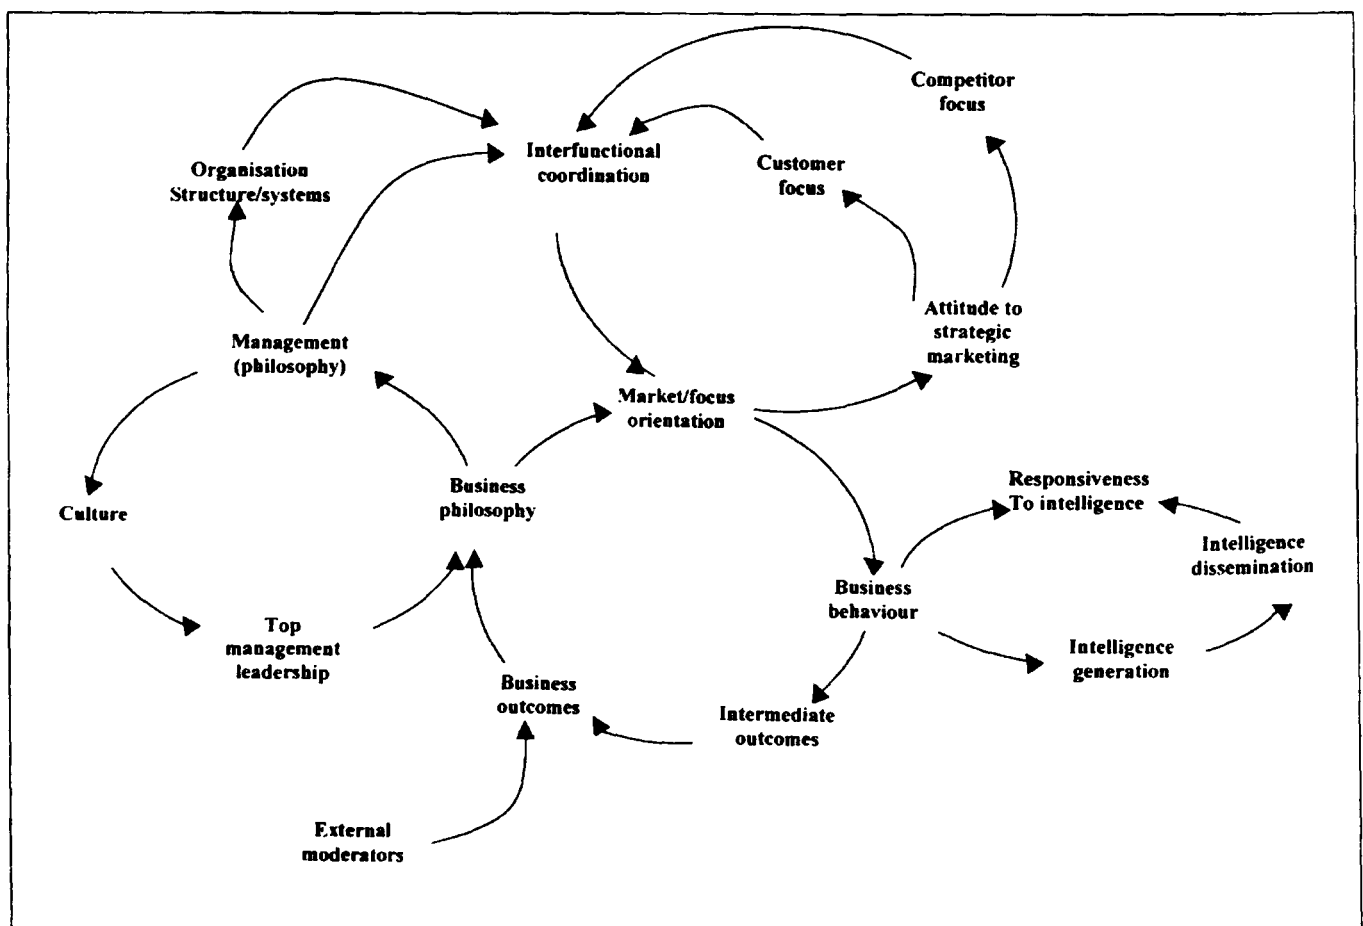 Competitor
focus
Organisation
Structure/systems
Interfunctional
coordination
Customer
focus
Management
(philosophy)
Attitude to
strategic
marketing
Market/focus
orientation
Culture
Business
philosophy
Responsiveness
To intelligence
Intelligence
dissemination
Top
management
leadership
Business
behaviour
Intelligence
generation
Business
outcomes
Intermediate
outcomes
External
moderators